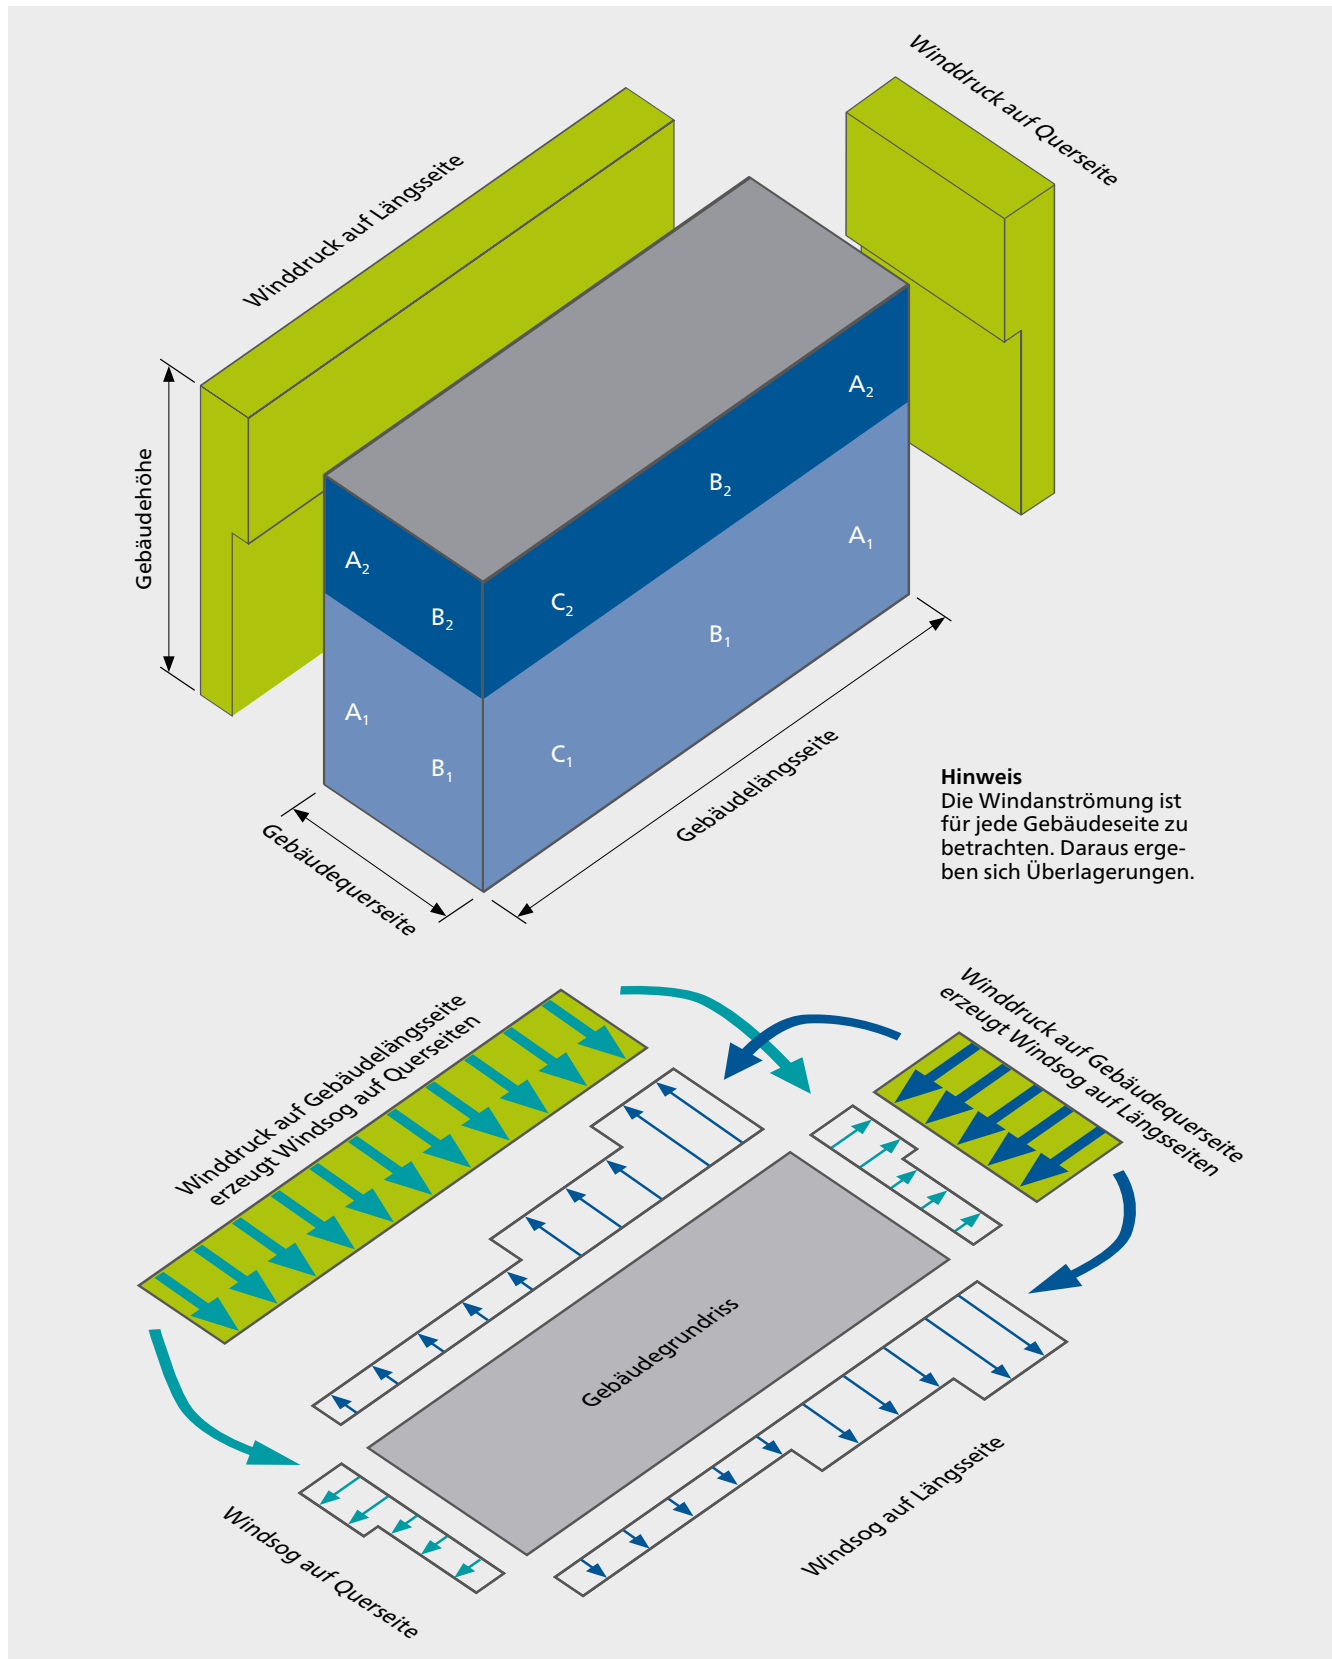 Winddruck auf Querseite
Winddruck auf Längsseite
Gebäudehöhe
A2
B2
A2
B2
C2
A1
B1
A1
B1
C1
Gebäudequerseite
Gebäudelängsseite
Hinweis
Die Windanströmung ist
für jede Gebäudeseite zu
betrachten. Daraus erge-
ben sich Überlagerungen.
Winddruck auf Gebäudelängsseite
erzeugt Windsog auf Querseiten
Winddruck auf Gebäudequerseite
erzeugt Windsog auf Längsseiten
Gebäudegrundriss
Windsog auf Querseite
Windsog auf Längsseite